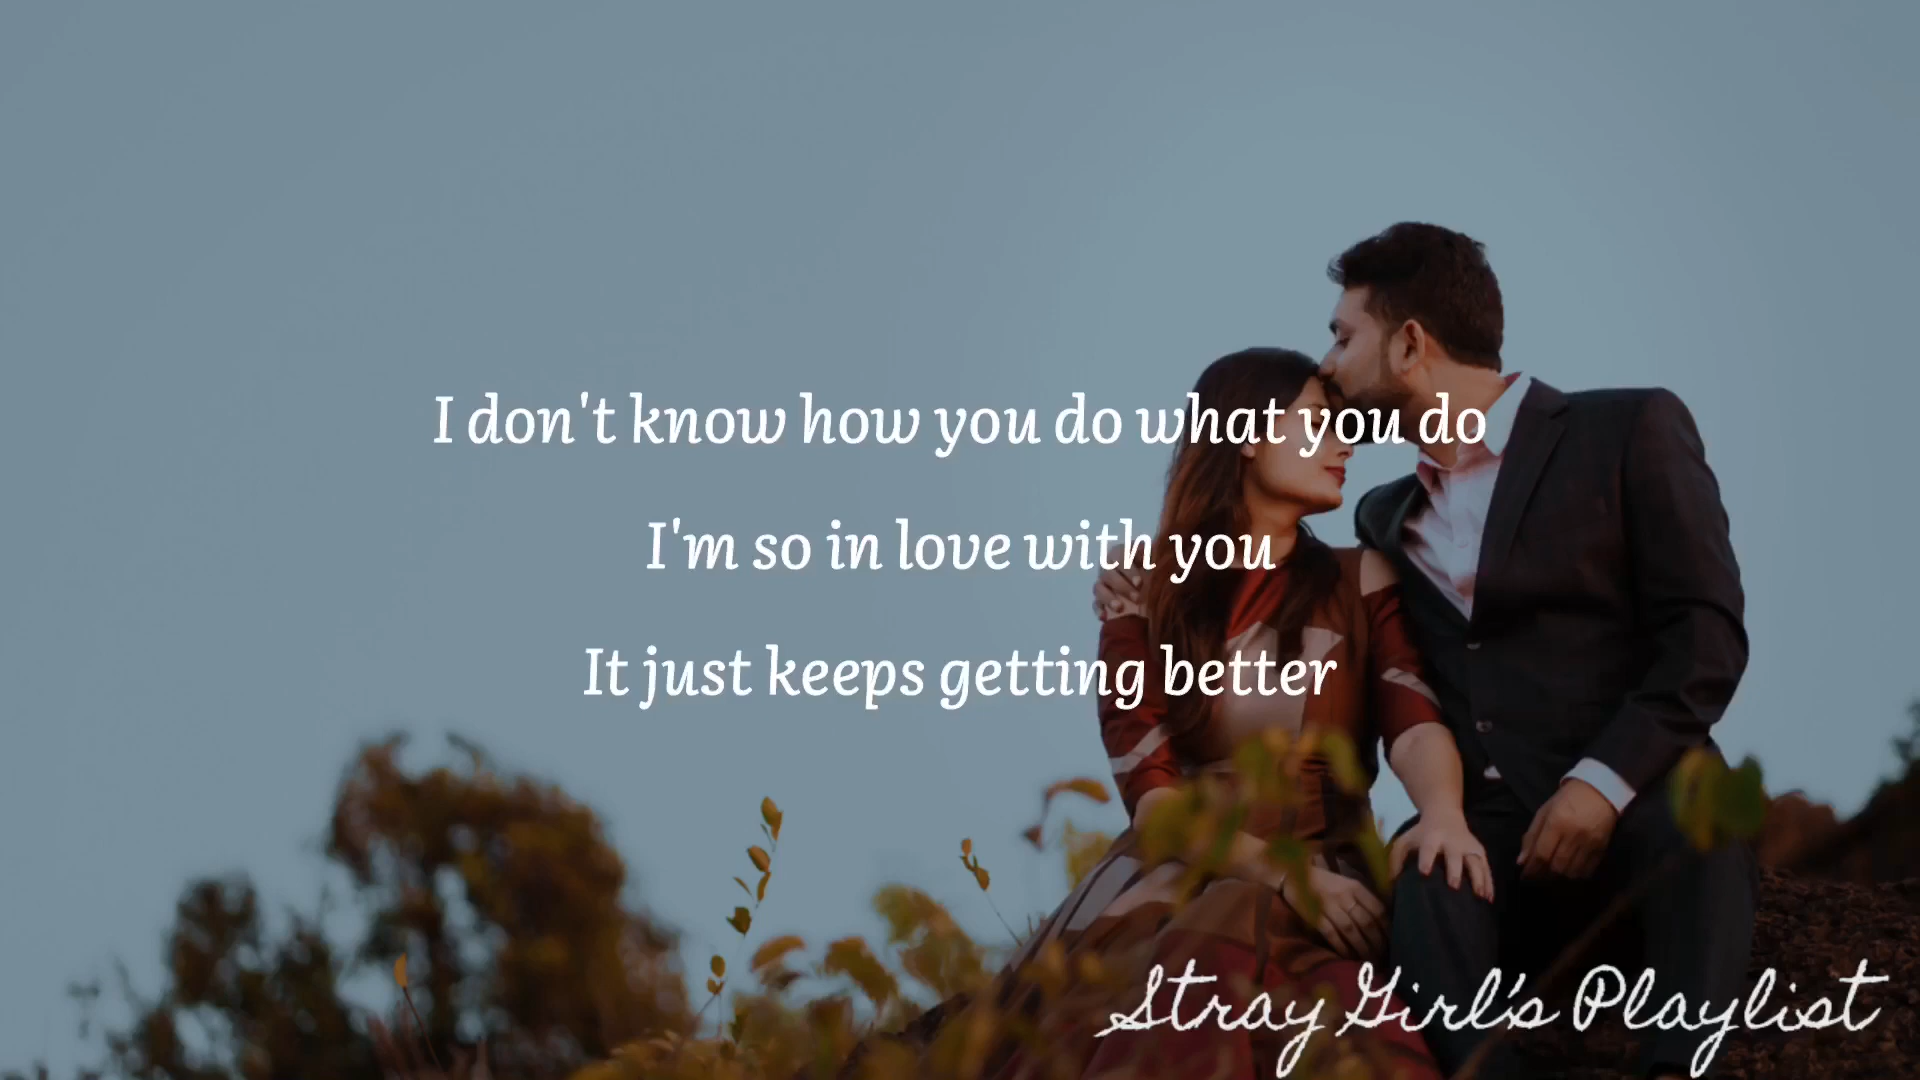 I don't know how you do what you do
I'm so in love with you
It just keeps getting better
Stray Girl's Playlist